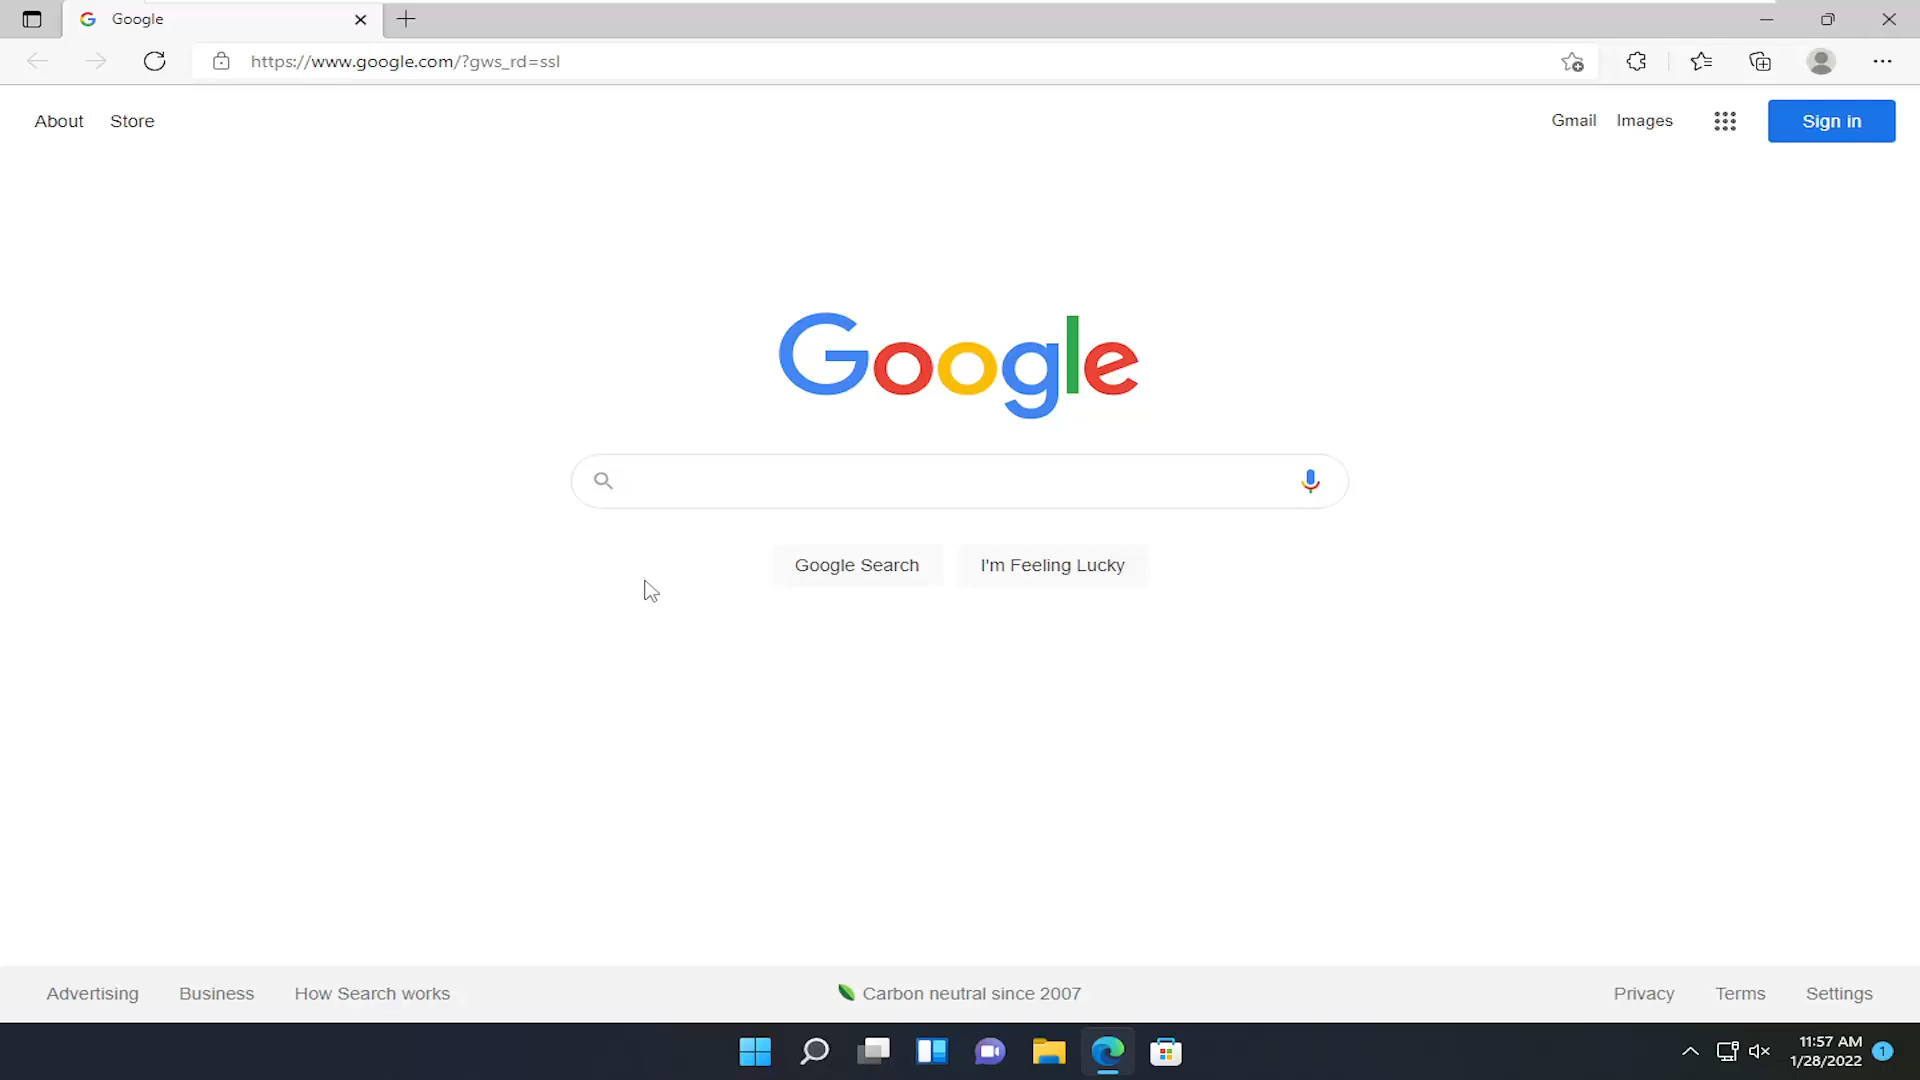 Google
https://www.google.com/?gws_rd=ssl
About Store
Gmail Images Sign in
Google
Google Search I'm Feeling Lucky
Advertising Business How Search works
Carbon neutral since 2007
Privacy Terms Settings
11:57 AM
1/28/2022
1